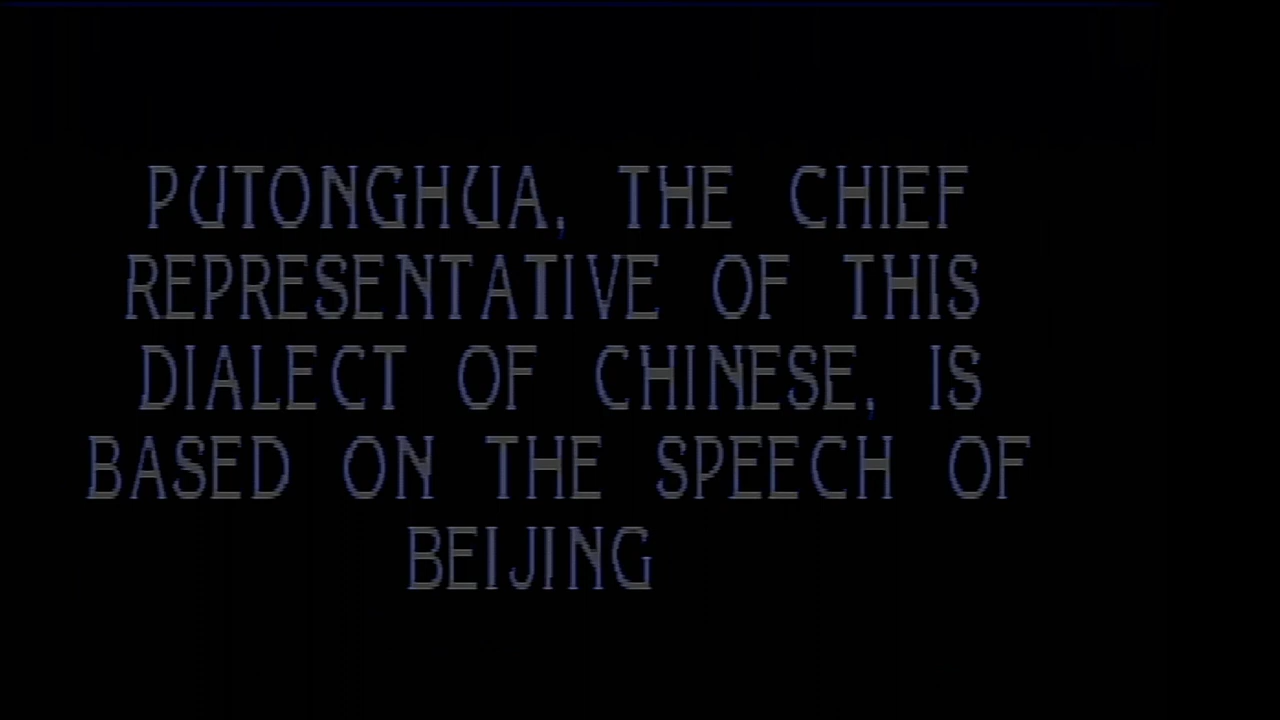 PUTONGHUA, THE CHIEF
REPRESENTATIVE OF THIS
DIALECT OF CHINESE, IS
BASED ON THE SPEECH OF
BEIJING